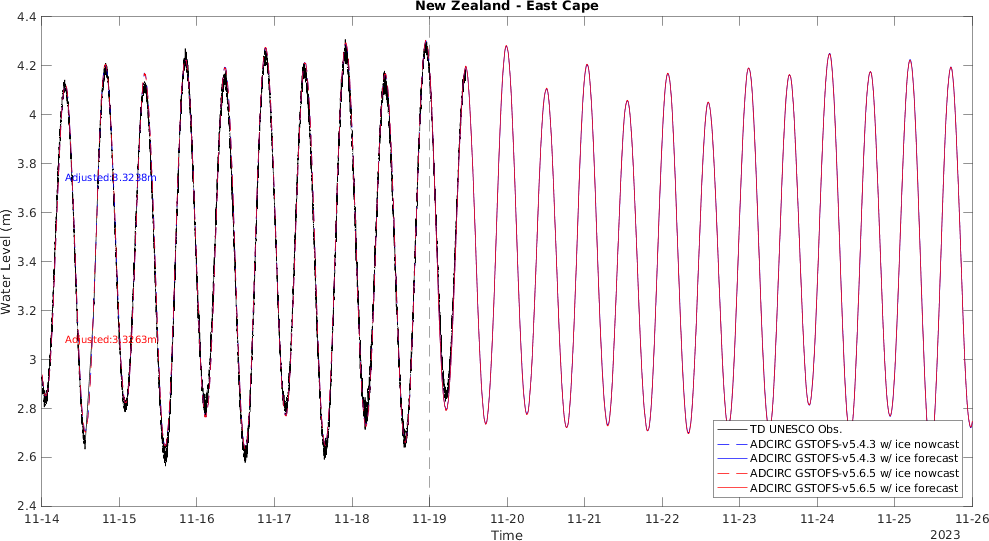 New Zealand - East Cape
4.4
4.2
4
3.8
3.6
3.4
3.2
3
2.8
2.6
2.4
Water Level (m)
Adjusted:3.3238m
Adjusted:3.3263m
TD UNESCO Obs.
ADCIRC GSTOFS-v5.4.3 w/ ice nowcast
ADCIRC GSTOFS-v5.4.3 w/ ice forecast
ADCIRC GSTOFS-v5.6.5 w/ ice nowcast
ADCIRC GSTOFS-v5.6.5 w/ ice forecast
11-14 11-15 11-16 11-17 11-18 11-19 11-20 11-21 11-22 11-23 11-24 11-25 11-26
Time
2023